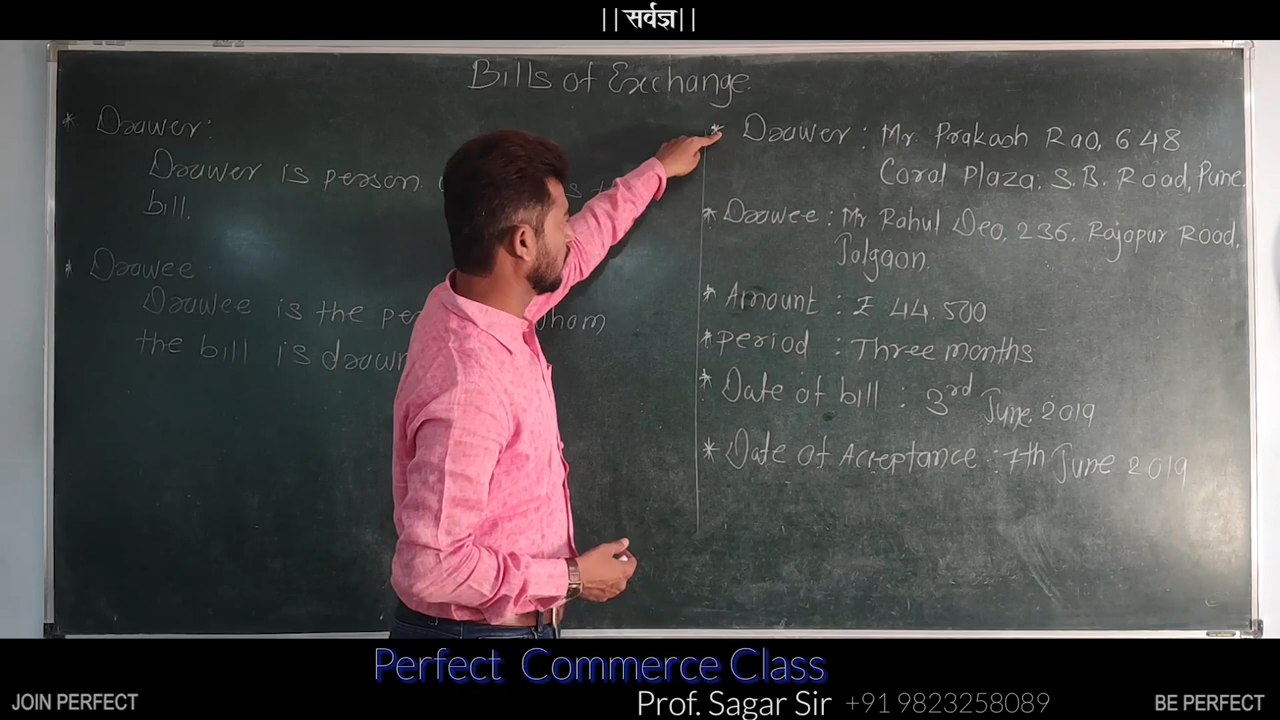 ||सर्वज्ञ||
Bills of Exchange.
* Drawer:
Drawer is person
bill.
* Drawee
Drawee is the whom
the bill is drawn
* Drawer : Mr. Prakash Rao, 648
Coral Plaza, S.B. Road, Pune.
* Drawee : Mr Rahul Deo, 236, Rajapur Road,
Jalgaon.
* Amount : ₹ 44,500
* Period : Three months
* Date of bill : 3rd June 2019
* Date of Acceptance : 7th June 2019
Perfect Commerce Class
JOIN PERFECT
Prof. Sagar Sir +91 9823258089
BE PERFECT